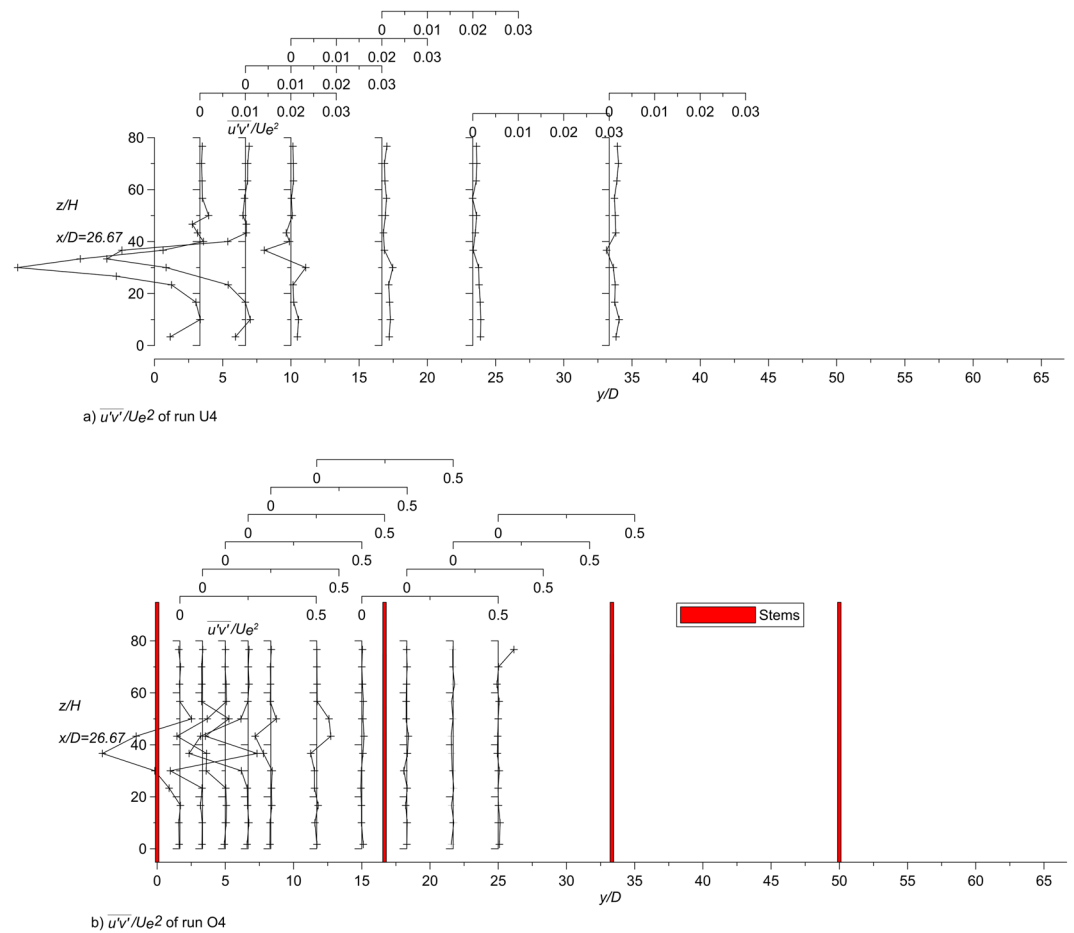 0 0.01 0.02 0.03
0 0.01 0.02 0.03
0 0.01 0.02 0.03
0 0.01 0.02 0.03 0 0.01 0.02 0.03
u'v'/Ue² 0 0.01 0.02 0.03
80
60
z/H
x/D=26.67 40
20
0
0 5 10 15 20 25 30 35 40 45 50 55 60 65
y/D
a) u'v'/Ue2 of run U4
0 0.5
0 0.5
0 0.5 0 0.5
0 0.5 0 0.5
0 0.5 0 0.5
0 0.5 0 0.5
Stems
u'v'/Ue²
80
60
z/H
x/D=26.67 40
20
0
0 5 10 15 20 25 30 35 40 45 50 55 60 65
y/D
b) u'v'/Ue2 of run O4